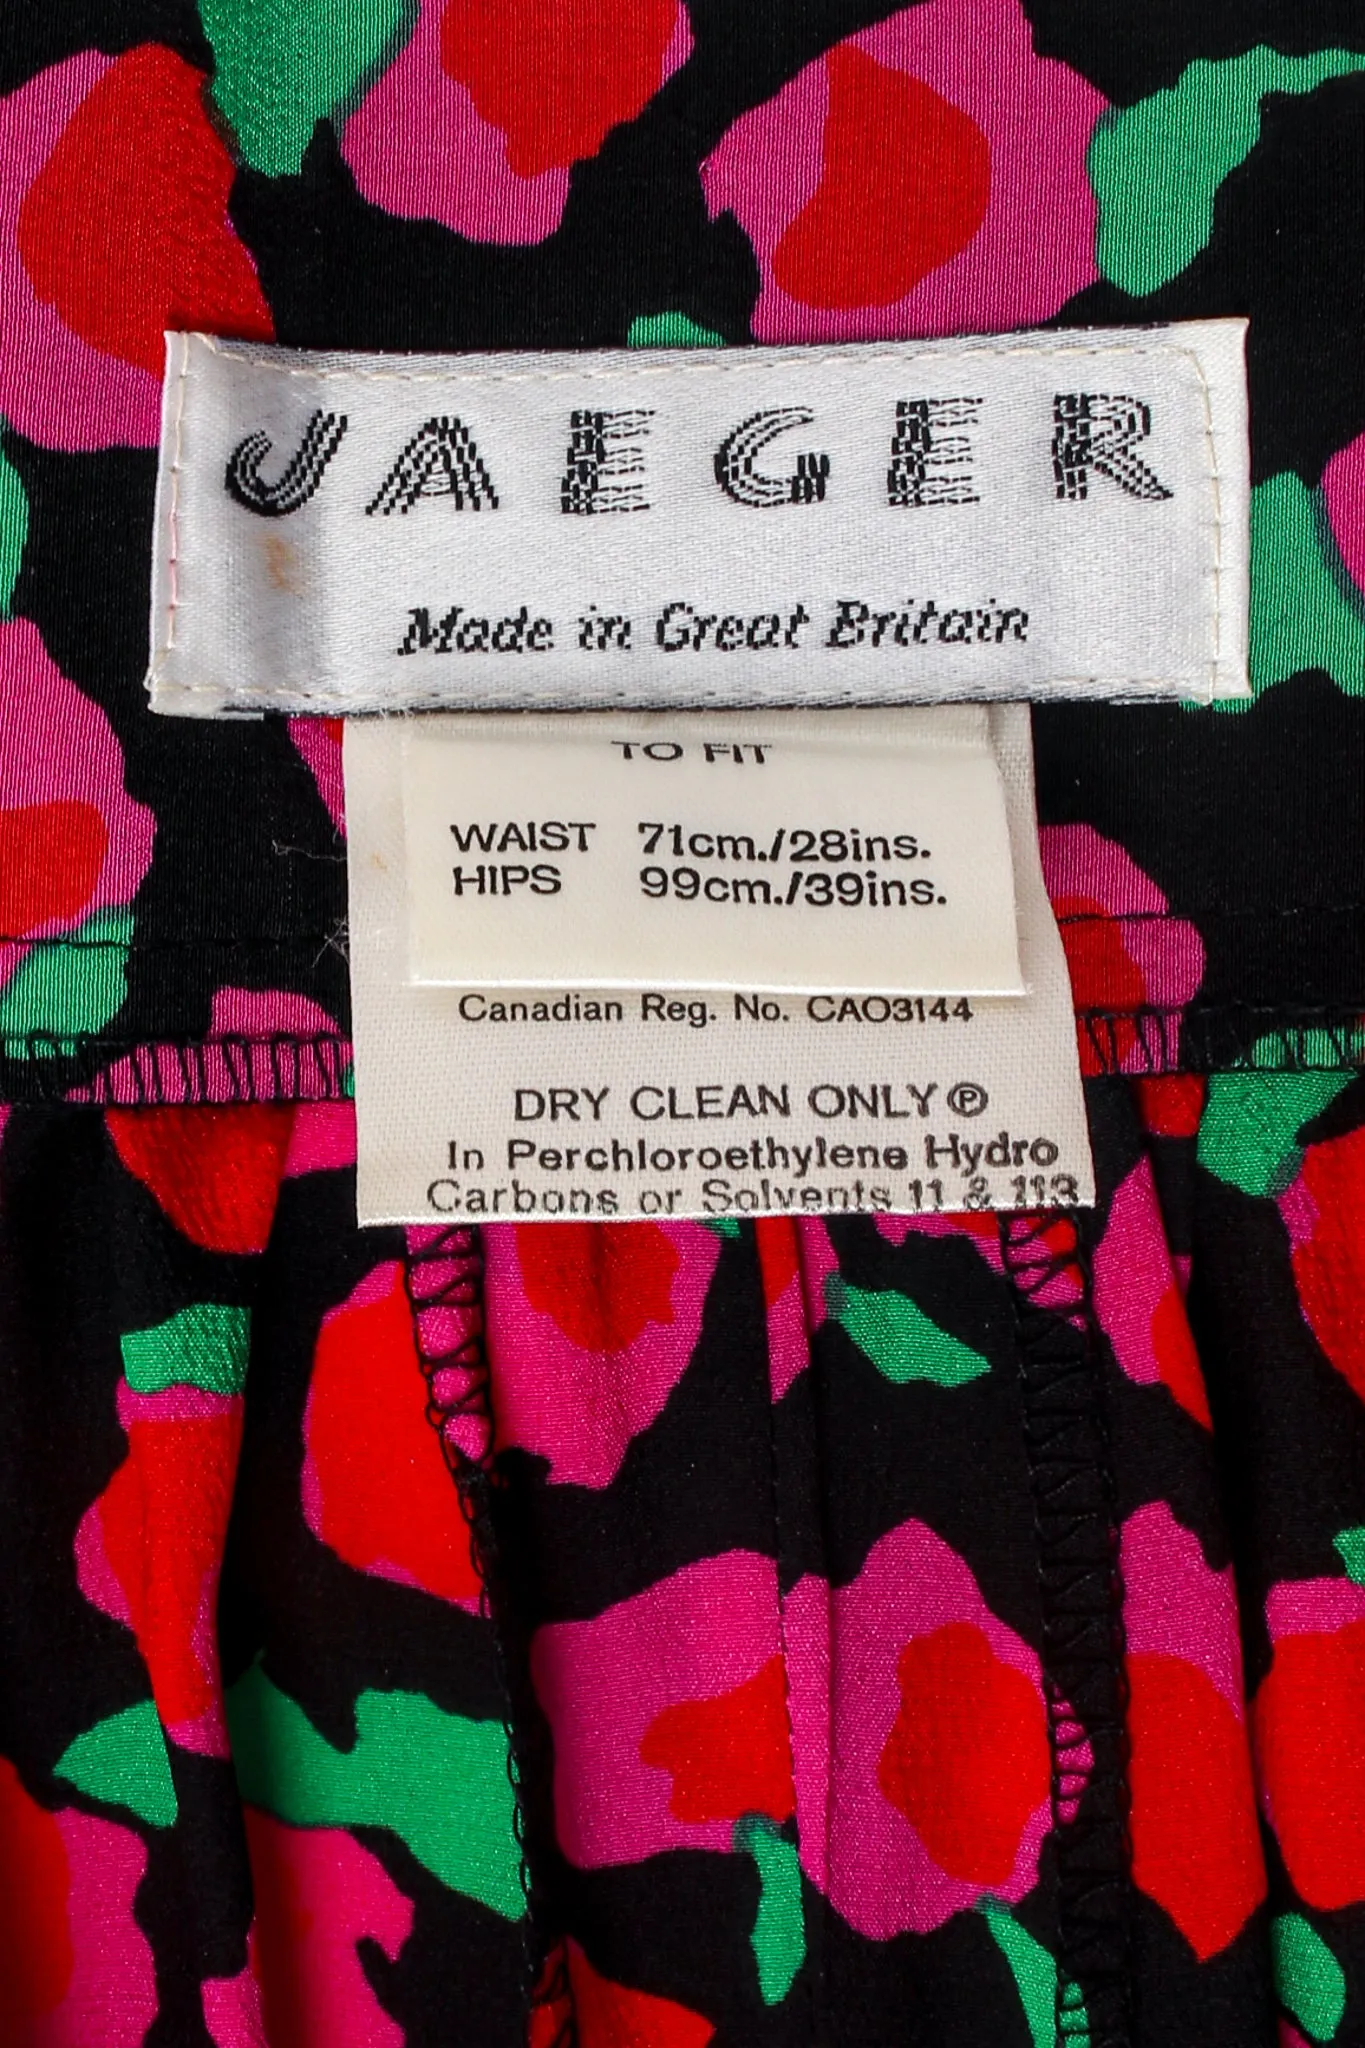 JAEGER
Made in Great Britain
TO FIT
WAIST 71cm./28ins.
HIPS 99cm./39ins.
Canadian Reg. No. CAO3144
DRY CLEAN ONLY Ⓟ
In Perchloroethylene Hydro
Carbons or Solvents 11 & 113